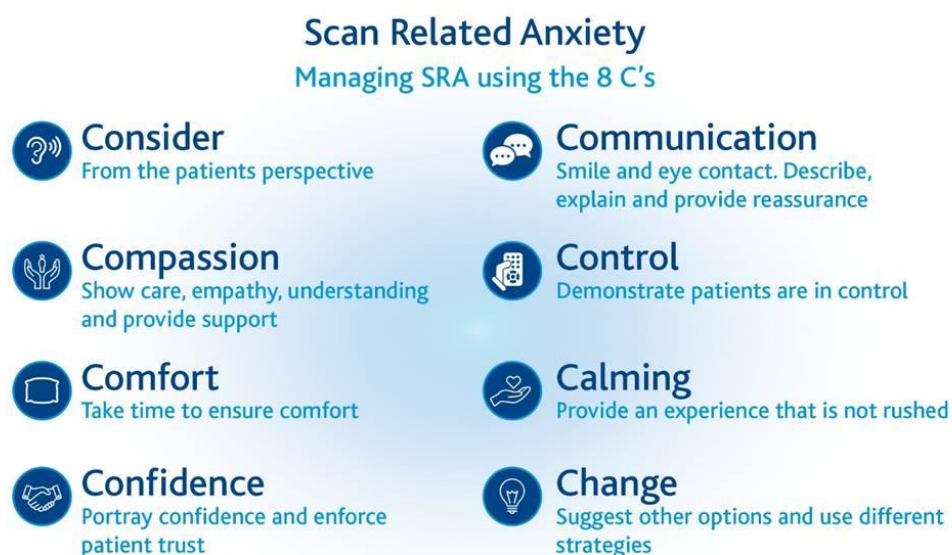 Scan Related Anxiety
Managing SRA using the 8 C's
Consider
From the patients perspective
Communication
Smile and eye contact. Describe,
explain and provide reassurance
Compassion
Show care, empathy, understanding
and provide support
Control
Demonstrate patients are in control
Comfort
Take time to ensure comfort
Calming
Provide an experience that is not rushed
Confidence
Portray confidence and enforce
patient trust
Change
Suggest other options and use different
strategies